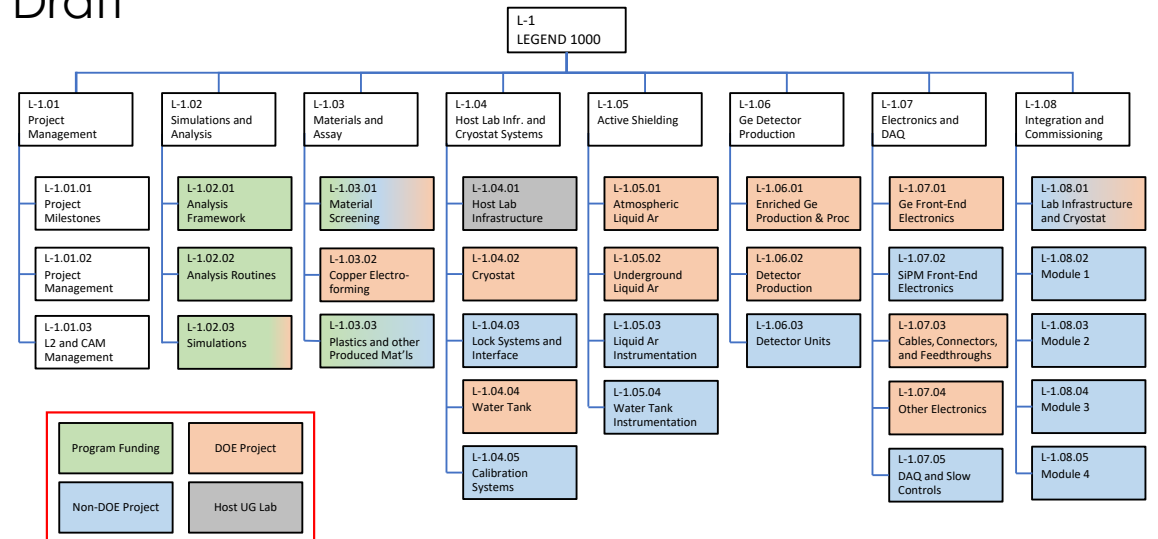 Draft
L-1
LEGEND 1000
L-1.01
Project
Management
L-1.02
Simulations and
Analysis
L-1.03
Materials and
Assay
L-1.04
Host Lab Infr. and
Cryostat Systems
L-1.05
Active Shielding
L-1.06
Ge Detector
Production
L-1.07
Electronics and
DAQ
L-1.08
Integration and
Commissioning
L-1.01.01
Project
Milestones
L-1.01.02
Project
Management
L-1.01.03
L2 and CAM
Management
L-1.02.01
Analysis
Framework
L-1.02.02
Analysis Routines
L-1.02.03
Simulations
L-1.03.01
Material
Screening
L-1.03.02
Copper Electro-
forming
L-1.03.03
Plastics and other
Produced Mat'ls
L-1.04.01
Host Lab
Infrastructure
L-1.04.02
Cryostat
L-1.04.03
Lock Systems and
Interface
L-1.04.04
Water Tank
L-1.04.05
Calibration
Systems
L-1.05.01
Atmospheric
Liquid Ar
L-1.05.02
Underground
Liquid Ar
L-1.05.03
Liquid Ar
Instrumentation
L-1.05.04
Water Tank
Instrumentation
L-1.06.01
Enriched Ge
Production & Proc
L-1.06.02
Detector
Production
L-1.06.03
Detector Units
L-1.07.01
Ge Front-End
Electronics
L-1.07.02
SiPM Front-End
Electronics
L-1.07.03
Cables, Connectors,
and Feedthroughs
L-1.07.04
Other Electronics
L-1.07.05
DAQ and Slow
Controls
L-1.08.01
Lab Infrastructure
and Cryostat
L-1.08.02
Module 1
L-1.08.03
Module 2
L-1.08.04
Module 3
L-1.08.05
Module 4
Program Funding
DOE Project
Non-DOE Project
Host UG Lab